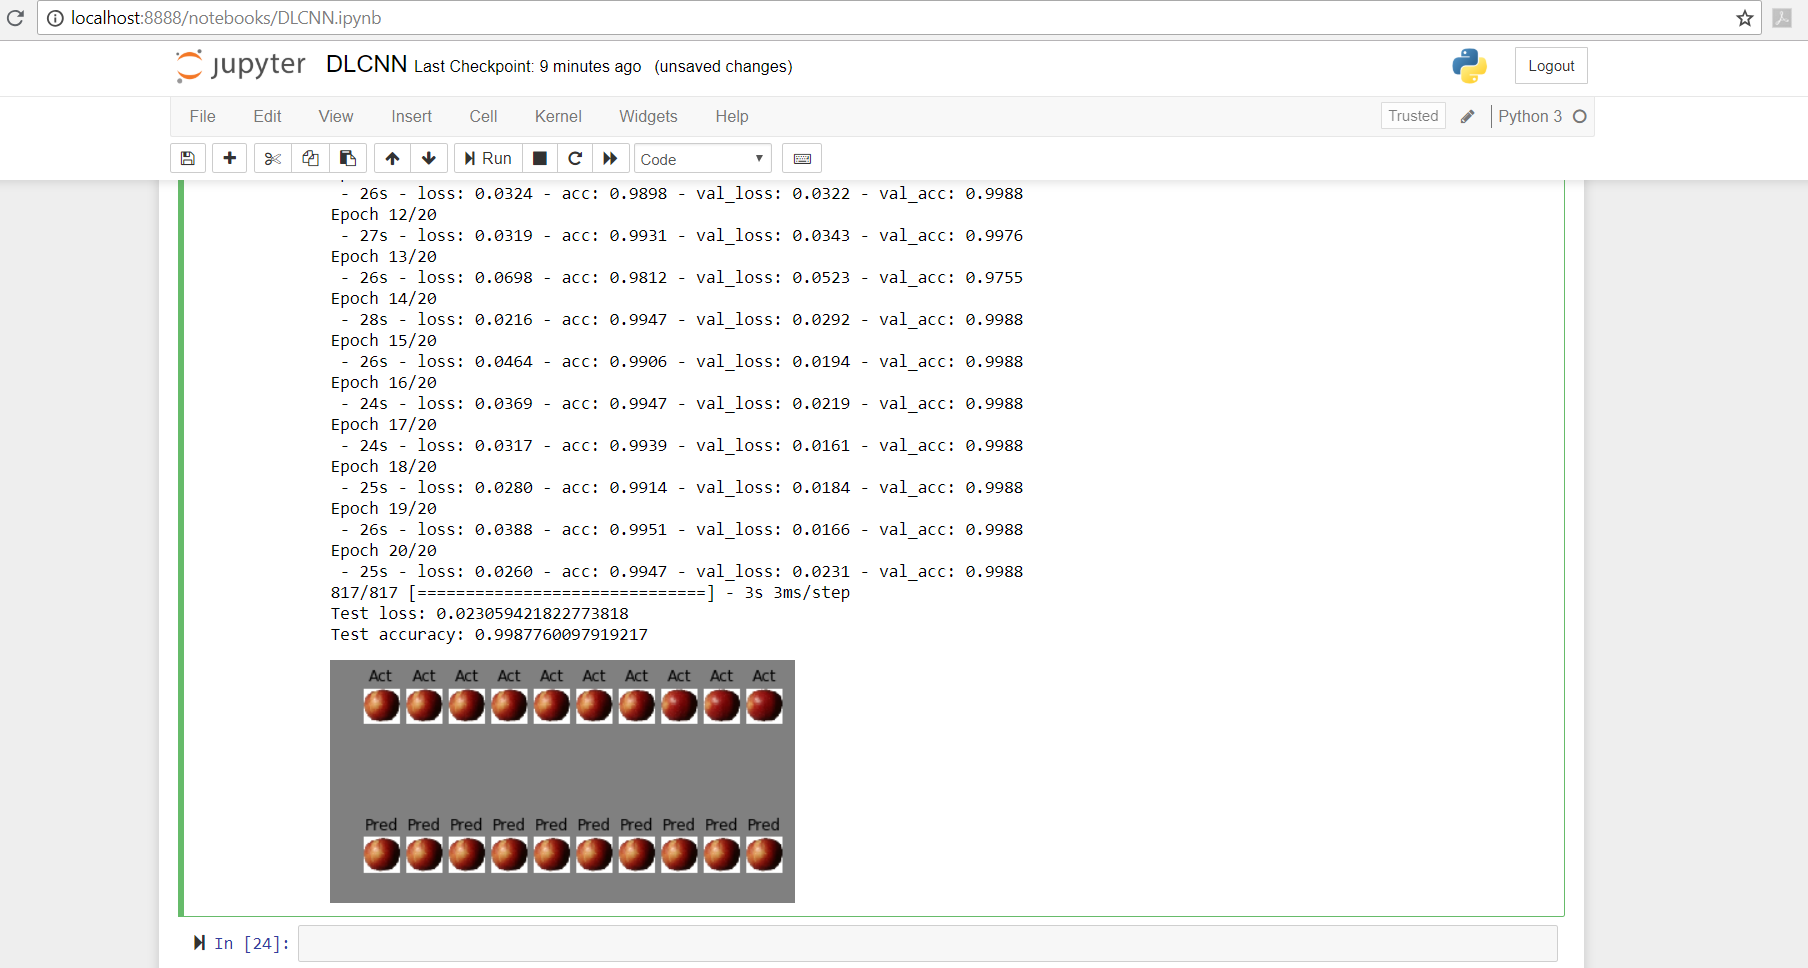 localhost:8888/notebooks/DLCNN.ipynb
jupyter DLCNN Last Checkpoint: 9 minutes ago (unsaved changes) Logout
File Edit View Insert Cell Kernel Widgets Help Trusted Python 3
Run Code
- 26s - loss: 0.0324 - acc: 0.9898 - val_loss: 0.0322 - val_acc: 0.9988
Epoch 12/20
- 27s - loss: 0.0319 - acc: 0.9931 - val_loss: 0.0343 - val_acc: 0.9976
Epoch 13/20
- 26s - loss: 0.0698 - acc: 0.9812 - val_loss: 0.0523 - val_acc: 0.9755
Epoch 14/20
- 28s - loss: 0.0216 - acc: 0.9947 - val_loss: 0.0292 - val_acc: 0.9988
Epoch 15/20
- 26s - loss: 0.0464 - acc: 0.9906 - val_loss: 0.0194 - val_acc: 0.9988
Epoch 16/20
- 24s - loss: 0.0369 - acc: 0.9947 - val_loss: 0.0219 - val_acc: 0.9988
Epoch 17/20
- 24s - loss: 0.0317 - acc: 0.9939 - val_loss: 0.0161 - val_acc: 0.9988
Epoch 18/20
- 25s - loss: 0.0280 - acc: 0.9914 - val_loss: 0.0184 - val_acc: 0.9988
Epoch 19/20
- 26s - loss: 0.0388 - acc: 0.9951 - val_loss: 0.0166 - val_acc: 0.9988
Epoch 20/20
- 25s - loss: 0.0260 - acc: 0.9947 - val_loss: 0.0231 - val_acc: 0.9988
817/817 [==============================] - 3s 3ms/step
Test loss: 0.023059421822773818
Test accuracy: 0.9987760097919217
Act Act Act Act Act Act Act Act Act Act
Pred Pred Pred Pred Pred Pred Pred Pred Pred Pred
In [24]: